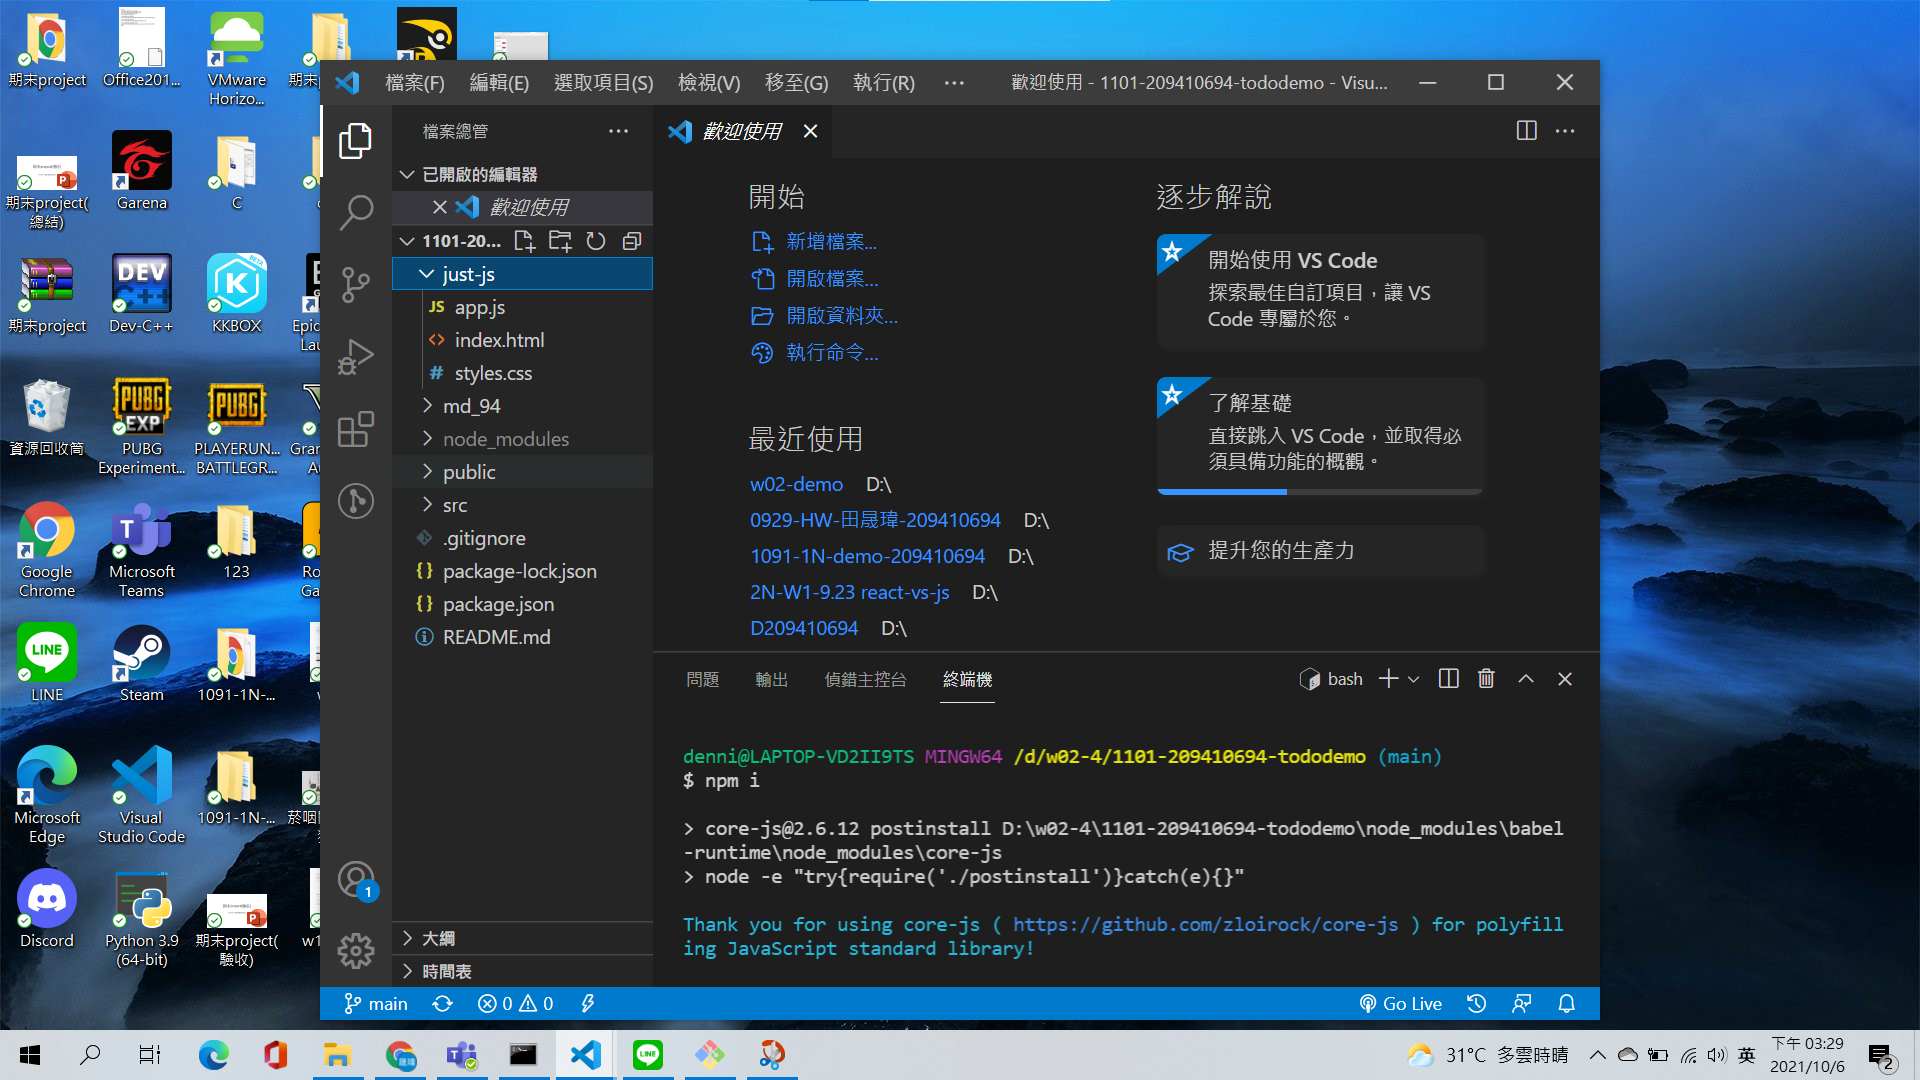 期末project
Office201...
VMware
Horizo...
期末project(
總結)
Garena
C
期末project
Dev-C++
KKBOX
Epic
Lau
資源回收筒
PUBG
Experiment...
PLAYERUN...
BATTLEGR...
Gran
Google
Chrome
Microsoft
Teams
123
LINE
Steam
1091-1N-...
Microsoft
Edge
Visual
Studio Code
1091-1N-...
Discord
Python 3.9
(64-bit)
期末project(
驗收)
檔案(F) 編輯(E) 選取項目(S) 檢視(V) 移至(G) 執行(R) ···
歡迎使用 - 1101-209410694-tododemo - Visu...
檔案總管
已開啟的編輯器
歡迎使用
1101-20...
just-js
JS app.js
<> index.html
# styles.css
md_94
node_modules
public
src
.gitignore
{} package-lock.json
{} package.json
README.md
大綱
時間表
歡迎使用
開始
新增檔案...
開啟檔案...
開啟資料夾...
執行命令...
最近使用
w02-demo D:\
0929-HW-田晟瑋-209410694 D:\
1091-1N-demo-209410694 D:\
2N-W1-9.23 react-vs-js D:\
D209410694 D:\
逐步解說
開始使用 VS Code
探索最佳自訂項目，讓 VS
Code 專屬於您。
了解基礎
直接跳入 VS Code，並取得必
須具備功能的概觀。
提升您的生產力
問題 輸出 偵錯主控台 終端機
bash
denni@LAPTOP-VD2II9TS MINGW64 /d/w02-4/1101-209410694-tododemo (main)
$ npm i
> core-js@2.6.12 postinstall D:\w02-4\1101-209410694-tododemo\node_modules\babel
-runtime\node_modules\core-js
> node -e "try{require('./postinstall')}catch(e){}"
Thank you for using core-js ( https://github.com/zloirock/core-js ) for polyfill
ing JavaScript standard library!
1
main 0 0
Go Live
31°C 多雲時晴
英
下午 03:29
2021/10/6
2